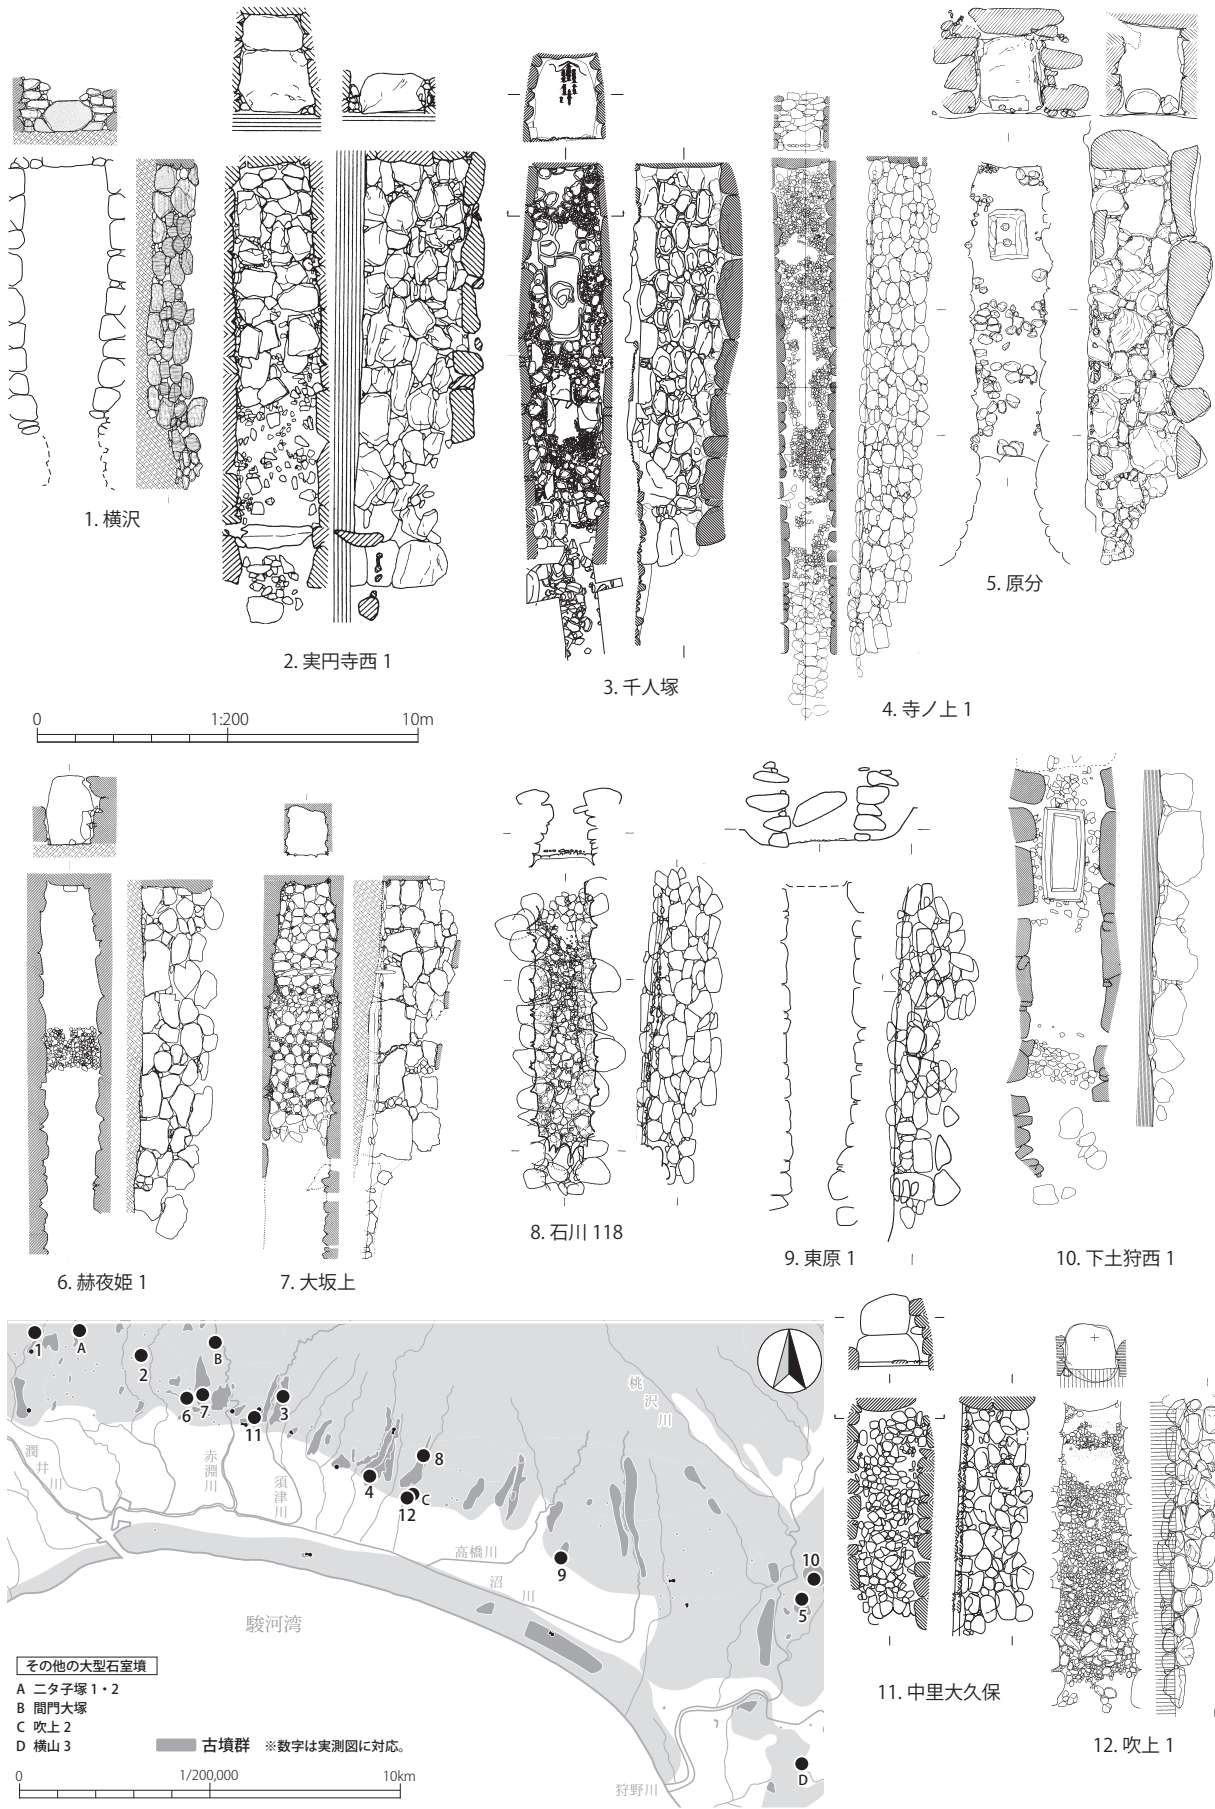 1. 横沢
2. 実円寺西 1
3. 千人塚
4. 寺ノ上 1
5. 原分
0 1:200 10m
6. 赫夜姫 1
7. 大坂上
8. 石川 118
9. 東原 1
10. 下土狩西 1
11. 中里大久保
12. 吹上 1
1
A
2
B
6
7
11
3
4
8
12
C
9
10
5
D
潤井川
赤淵川
須津川
高橋川
沼川
桃沢川
駿河湾
狩野川
その他の大型石室墳
A 二タ子塚 1・2
B 間門大塚
C 吹上 2
D 横山 3
古墳群 ※数字は実測図に対応。
0 1/200,000 10km